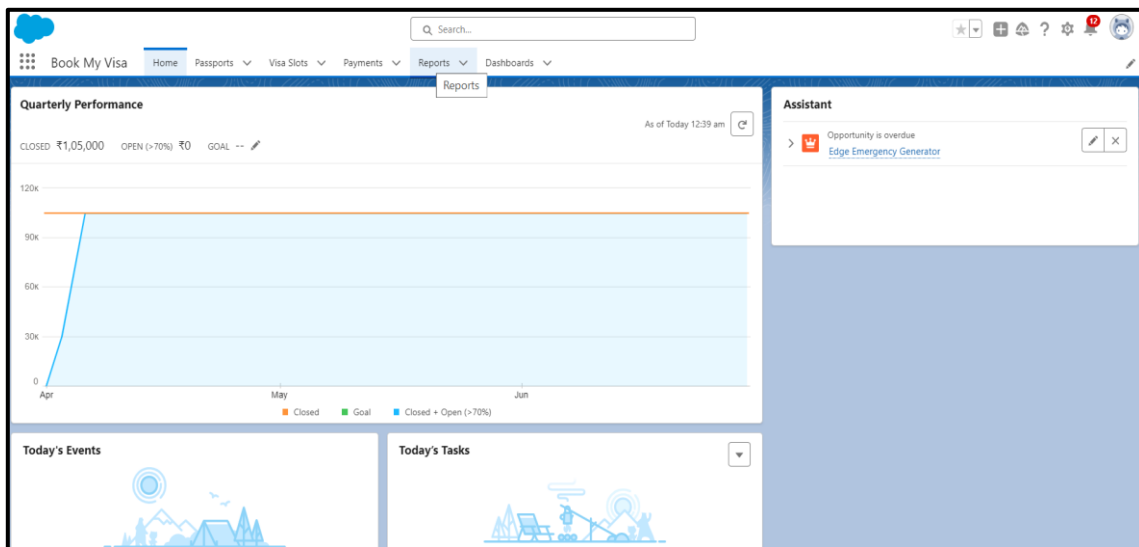 Search...
12
Book My Visa Home Passports Visa Slots Payments Reports Dashboards
Reports
Quarterly Performance
As of Today 12:39 am
CLOSED ₹1,05,000 OPEN (>70%) ₹0 GOAL --
120K
90K
60K
30K
0
Apr May Jun
Closed Goal Closed + Open (>70%)
Assistant
Opportunity is overdue
Edge Emergency Generator
Today's Events
Today's Tasks